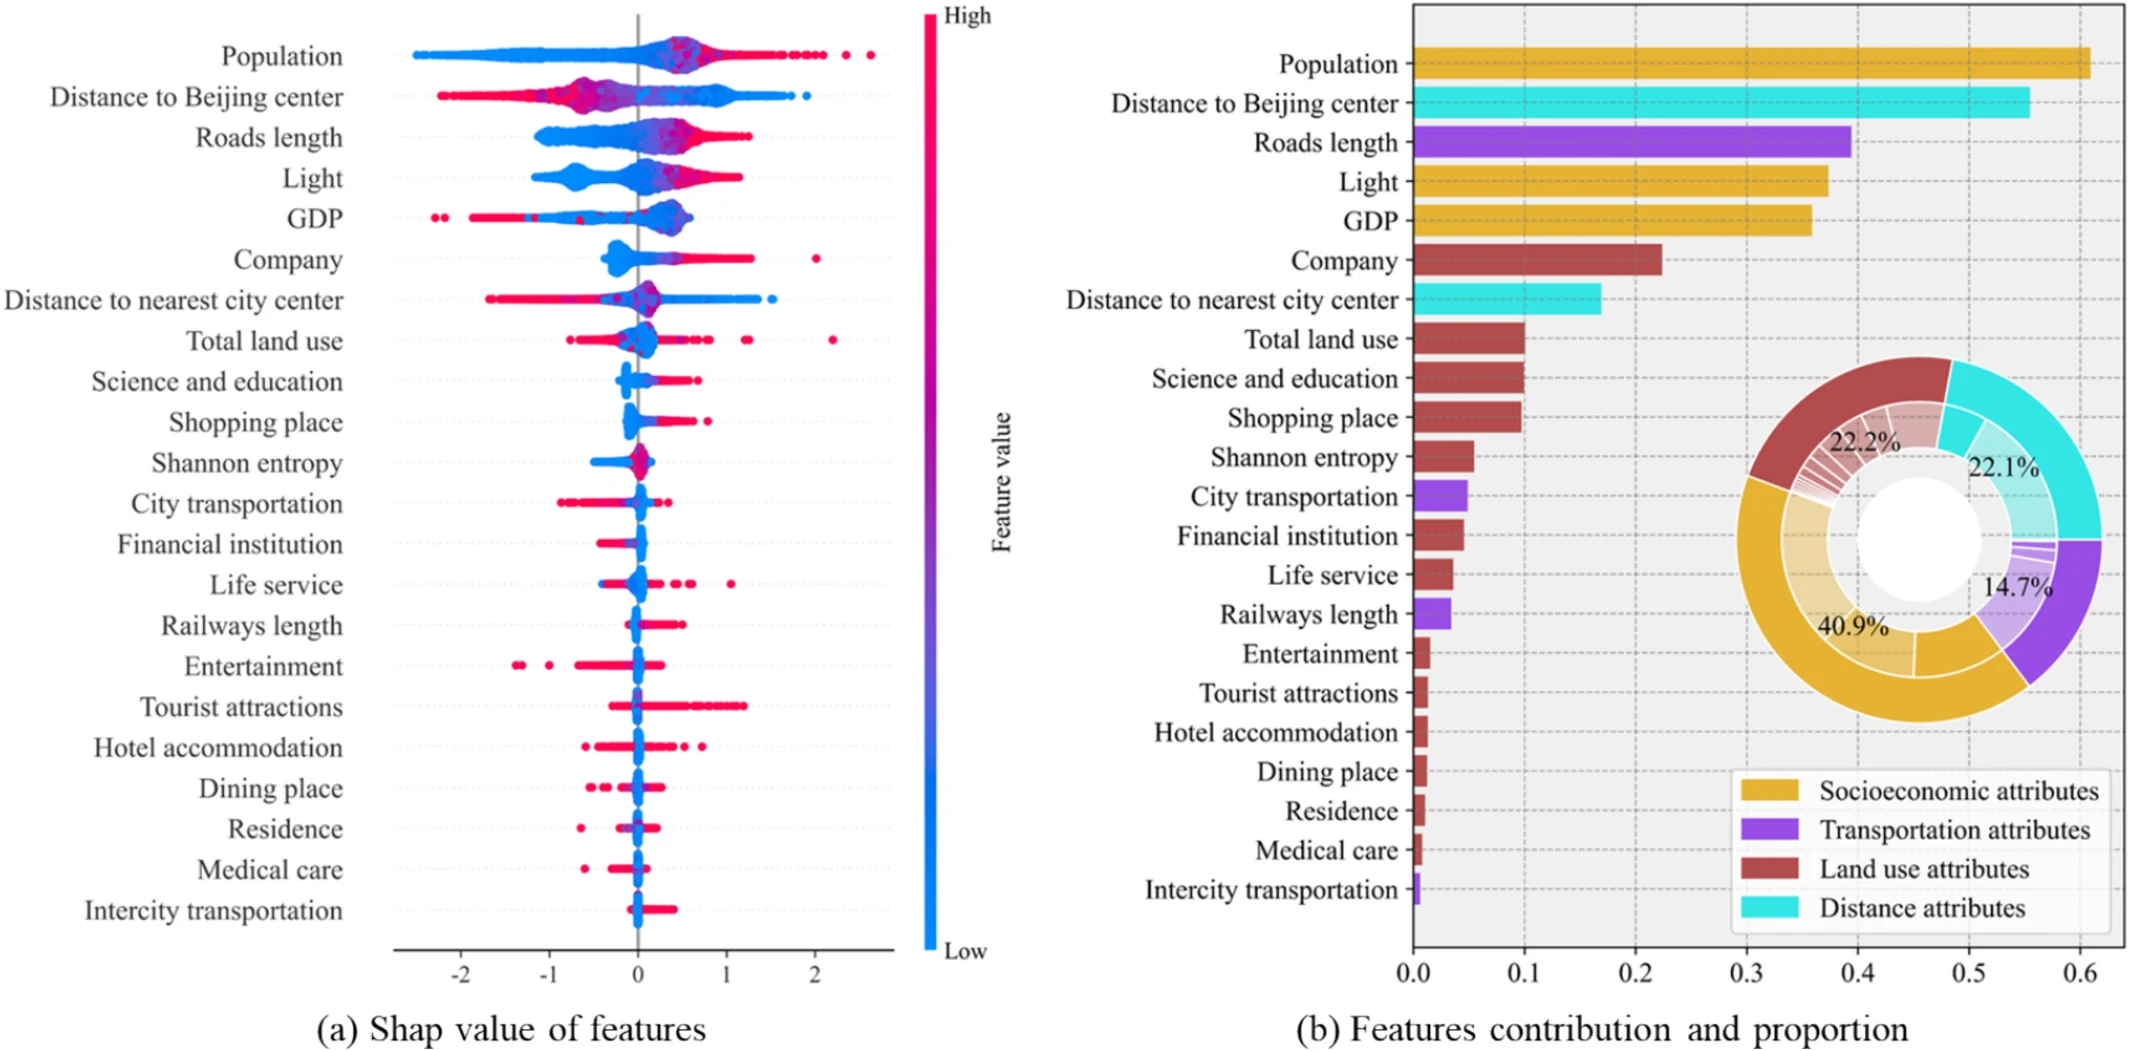 High
Population
Distance to Beijing center
Roads length
Light
GDP
Company
Distance to nearest city center
Total land use
Science and education
Shopping place
Shannon entropy
City transportation
Financial institution
Life service
Railways length
Entertainment
Tourist attractions
Hotel accommodation
Dining place
Residence
Medical care
Intercity transportation
Feature value
Low
-2 -1 0 1 2
(a) Shap value of features
Population
Distance to Beijing center
Roads length
Light
GDP
Company
Distance to nearest city center
Total land use
Science and education
Shopping place
Shannon entropy
City transportation
Financial institution
Life service
Railways length
Entertainment
Tourist attractions
Hotel accommodation
Dining place
Residence
Medical care
Intercity transportation
22.2%
22.1%
14.7%
40.9%
Socioeconomic attributes
Transportation attributes
Land use attributes
Distance attributes
0.0 0.1 0.2 0.3 0.4 0.5 0.6
(b) Features contribution and proportion